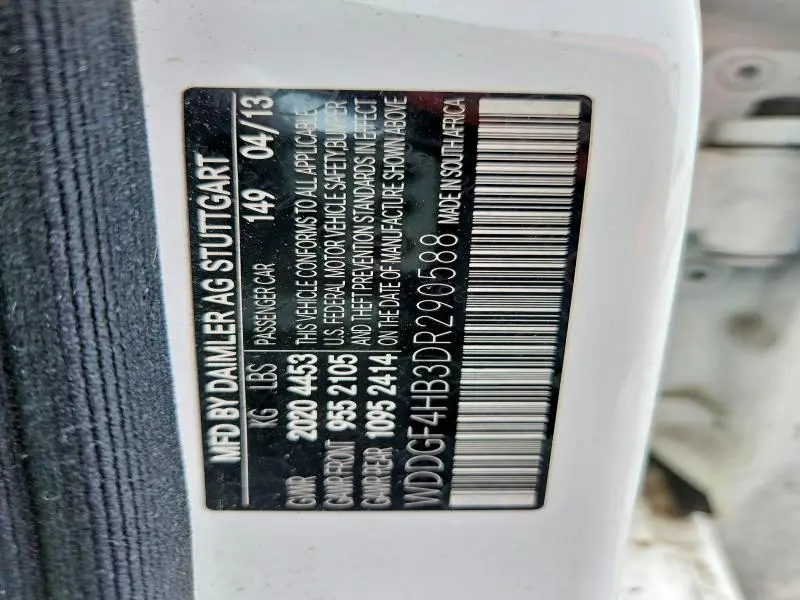 MFD BY DAIMLER AG STUTTGART
KG LBS PASSENGER CAR 149 04/13
GWR 2020 4453 THIS VEHICLE CONFORMS TO ALL APPLICABLE
GAWR-FRONT 955 2105 U.S. FEDERAL MOTOR VEHICLE SAFETY BUMPER
GAWR-REAR 1095 2414 AND THEFT PREVENTION STANDARDS IN EFFECT
ON THE DATE OF MANUFACTURE SHOWN ABOVE
WDDGF4HB3DR290588 MADE IN SOUTH AFRICA